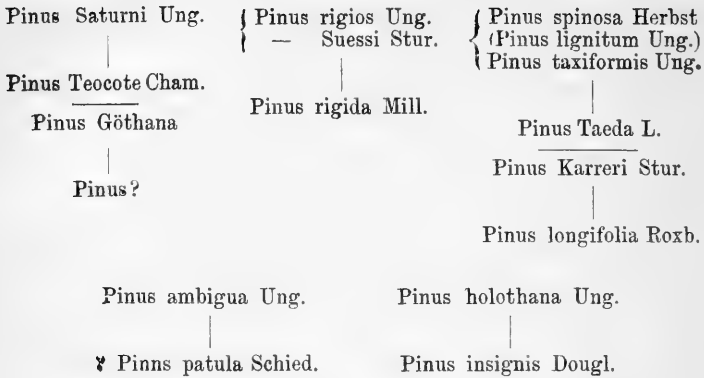 Pinus Saturni Ung.
Pinus Teocote Cham.
Pinus Göthana
Pinus?
Pinus rigios Ung.
— Suessi Stur.
Pinus rigida Mill.
Pinus spinosa Herbst
(Pinus lignitum Ung.)
Pinus taxiformis Ung.
Pinus Taeda L.
Pinus Karreri Stur.
Pinus longifolia Roxb.
Pinus ambigua Ung.
Pinns patula Schied.
Pinus holothana Ung.
Pinus insignis Dougl.